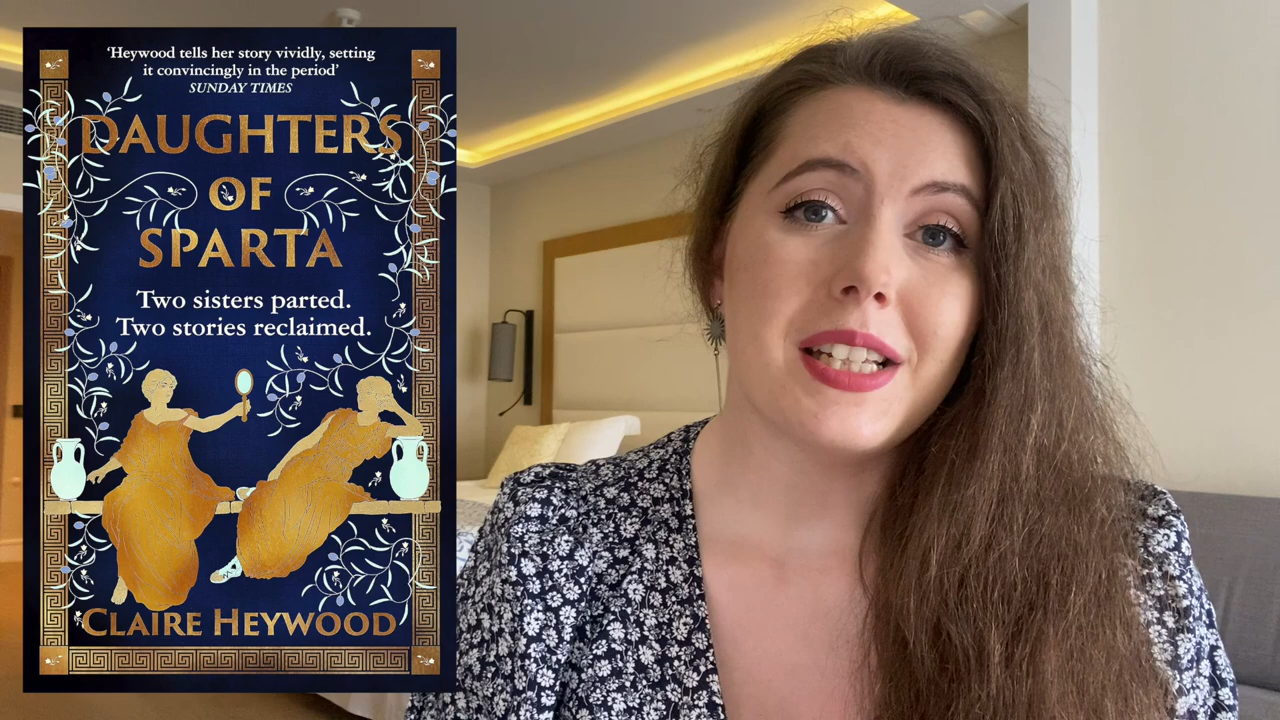 ‘Heywood tells her story vividly, setting
it convincingly in the period’
SUNDAY TIMES
DAUGHTERS
OF
SPARTA
Two sisters parted.
Two stories reclaimed.
CLAIRE HEYWOOD